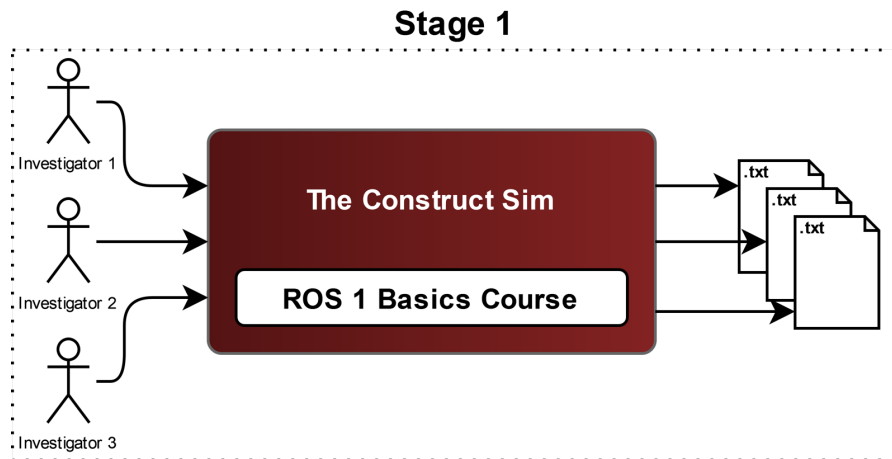 Stage 1
Investigator 1
The Construct Sim
.txt
.txt
.txt
Investigator 2
ROS 1 Basics Course
Investigator 3